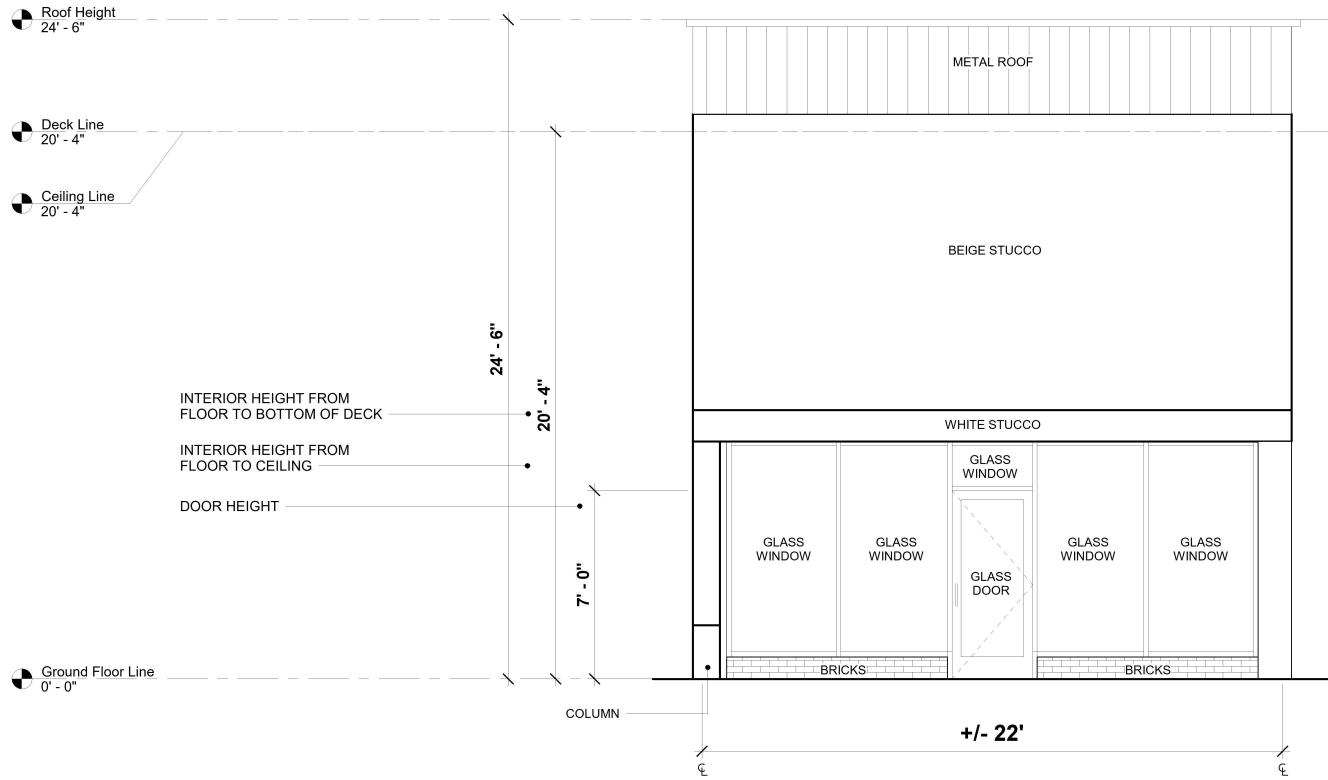 Roof Height
24' - 6"
METAL ROOF
Deck Line
20' - 4"
Ceiling Line
20' - 4"
BEIGE STUCCO
24' - 6"
20' - 4"
INTERIOR HEIGHT FROM
FLOOR TO BOTTOM OF DECK
WHITE STUCCO
INTERIOR HEIGHT FROM
FLOOR TO CEILING
GLASS
WINDOW
DOOR HEIGHT
GLASS
WINDOW
GLASS
WINDOW
GLASS
DOOR
GLASS
WINDOW
GLASS
WINDOW
7' - 0"
Ground Floor Line
0' - 0"
BRICKS
BRICKS
COLUMN
+/- 22'
℄
℄